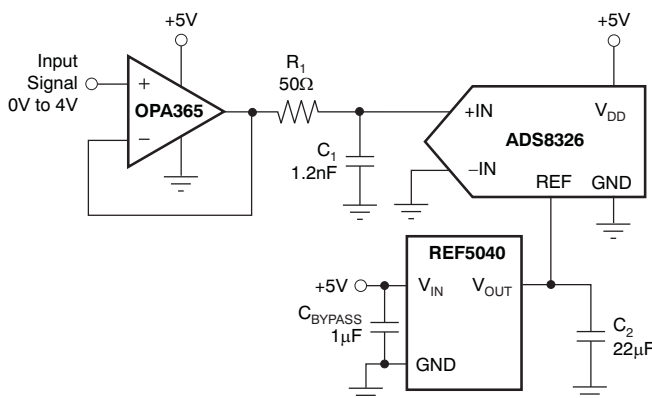 +5V
Input
Signal
0V to 4V
+
−
OPA365
R1
50Ω
C1
1.2nF
+5V
+IN
VDD
ADS8326
−IN
REF
GND
REF5040
+5V
VIN
VOUT
CBYPASS
1μF
GND
C2
22μF